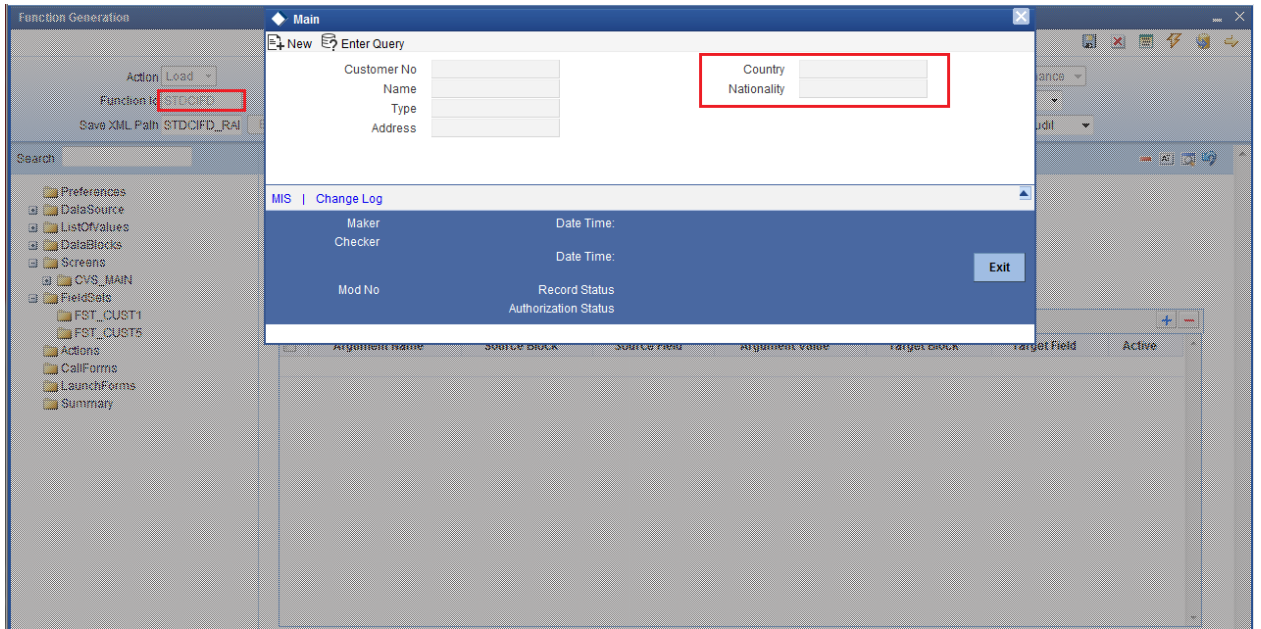 Function Generation
Main
New Enter Query
Action Load
Customer No
Country
Name
Nationality
Function Id STDCIFD
Type
Save XML Path STDCIFD_RAI
Address
Search
Preferences
DataSource
ListOfValues
DataBlocks
Screens
CVS_MAIN
FieldSets
FST_CUST1
FST_CUST5
Actions
CallForms
LaunchForms
Summary
MIS | Change Log
Maker Date Time:
Checker
Date Time:
Exit
Mod No Record Status
Authorization Status
Argument Name Source Block Source Field Argument Value Target Block Target Field Active